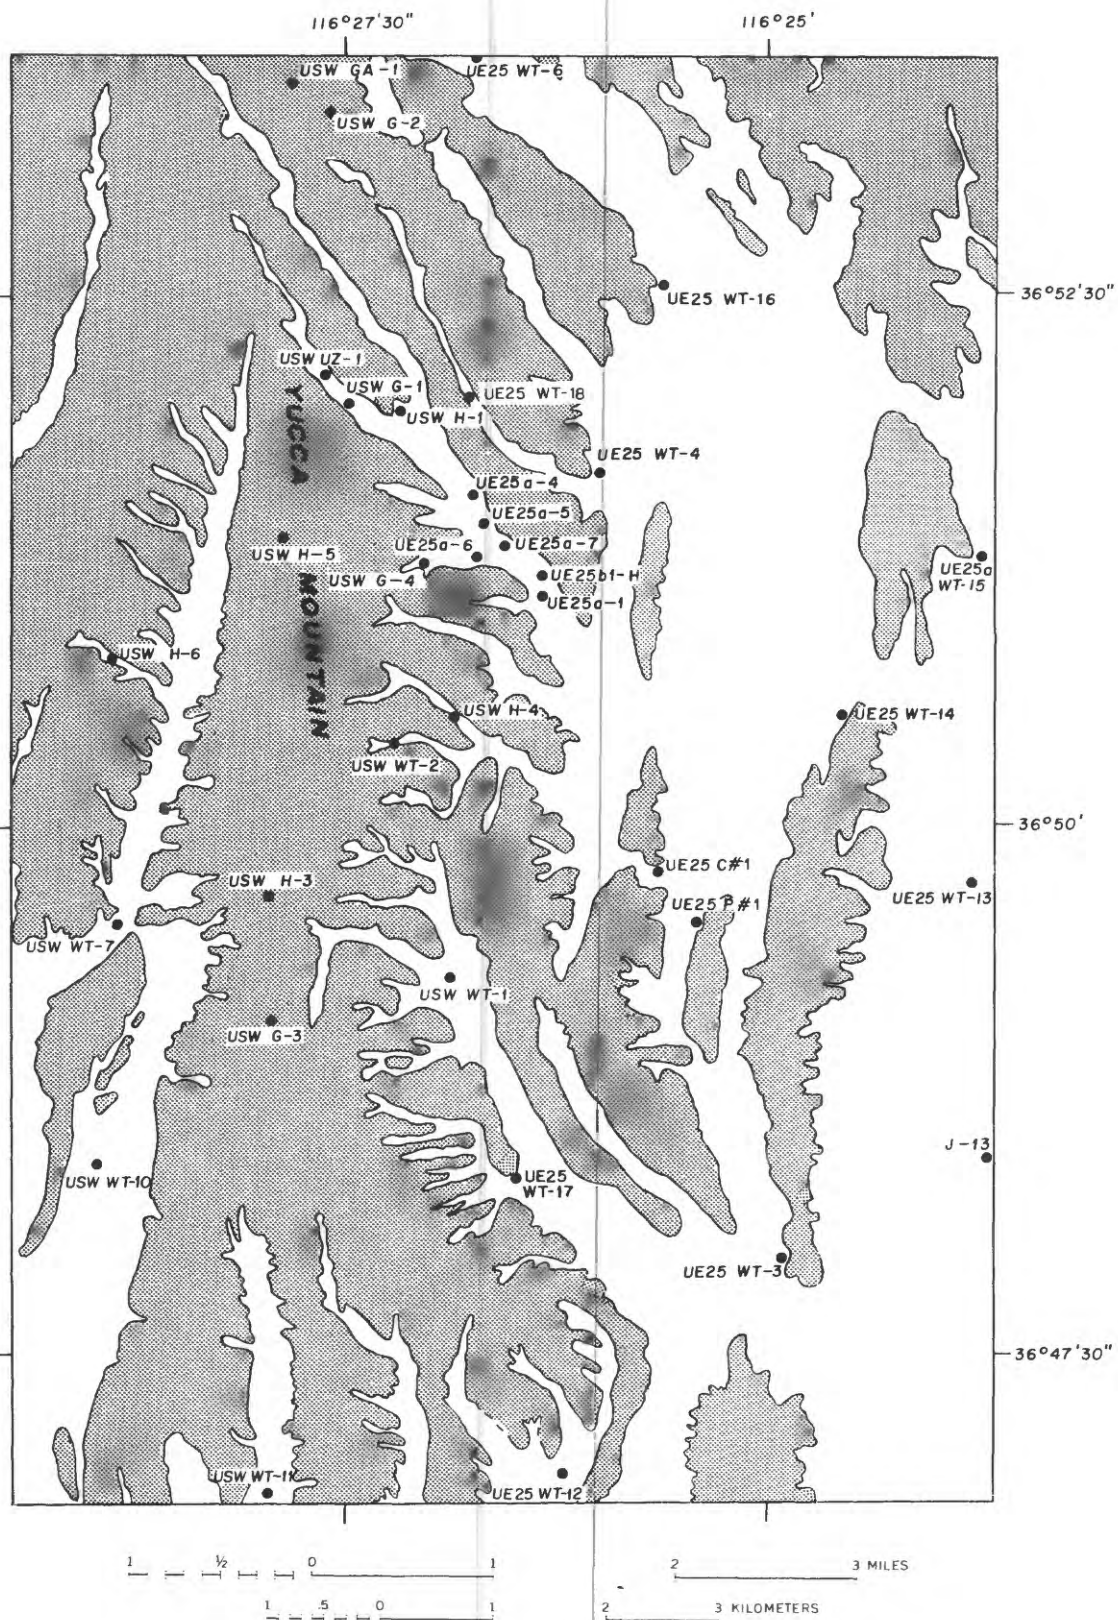 116°27'30"
116°25'
USW GA-1
UE25 WT-6
USW G-2
36°52'30"
UE25 WT-16
USW UZ-1
USW G-1
UE25 WT-18
USW H-1
YUCCA
UE25 WT-4
UE25a-4
UE25a-5
USW H-5
UE25a-6
UE25a-7
UE25a
WT-15
USW G-4
UE25b1-H
UE25a-1
MOUNTAIN
USW H-6
USW H-4
UE25 WT-14
USW WT-2
36°50'
UE25 C#1
USW H-3
UE25 WT-13
UE25 P#1
USW WT-7
USW WT-1
USW G-3
J-13
USW WT-10
UE25
WT-17
UE25 WT-3
36°47'30"
USW WT-11
UE25 WT-12
1 ½ 0 1 2 3 MILES
1 .5 0 1 2 3 KILOMETERS